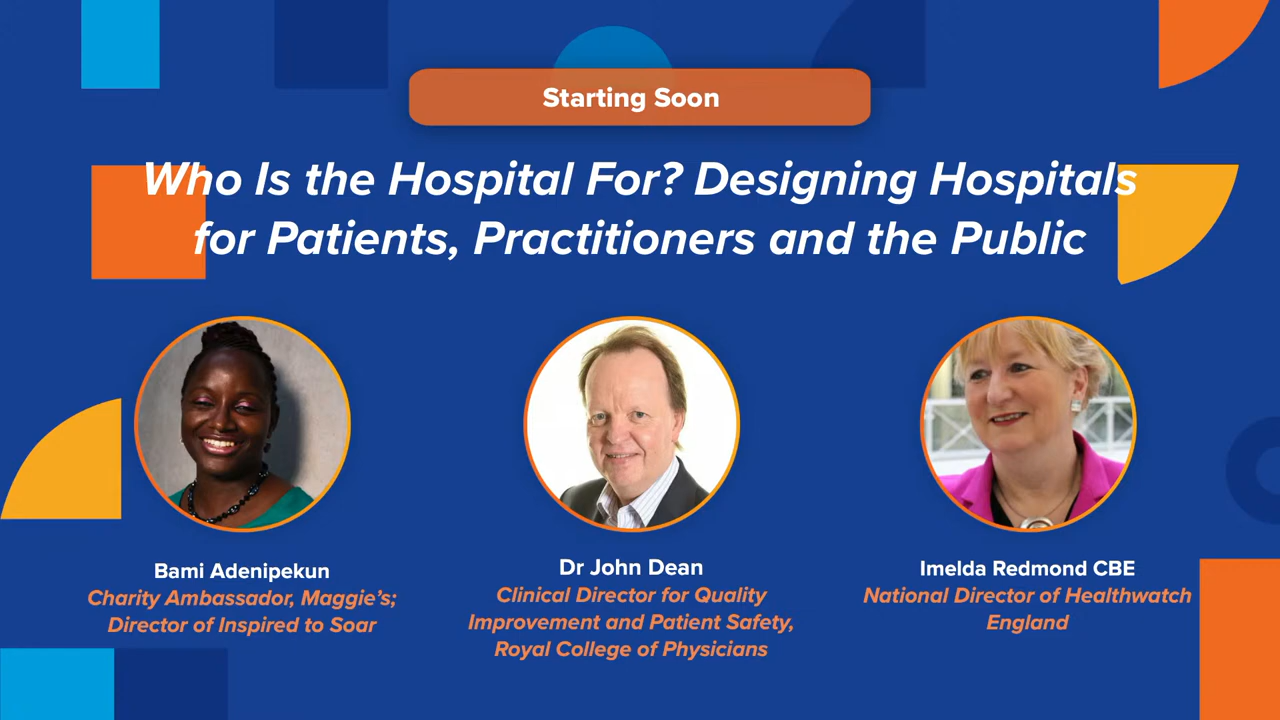 Starting Soon
Who Is the Hospital For? Designing Hospitals
for Patients, Practitioners and the Public
Bami Adenipekun
Charity Ambassador, Maggie's;
Director of Inspired to Soar
Dr John Dean
Clinical Director for Quality
Improvement and Patient Safety,
Royal College of Physicians
Imelda Redmond CBE
National Director of Healthwatch
England